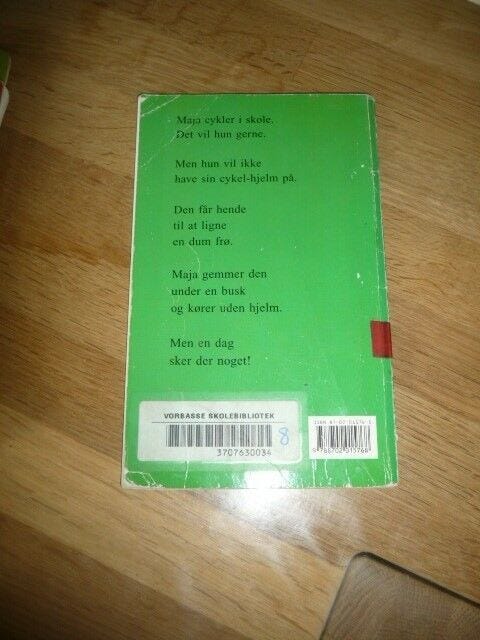 Maja cykler i skole.
Det vil hun gerne.
Men hun vil ikke
have sin cykel-hjelm på.
Den får hende
til at ligne
en dum frø.
Maja gemmer den
under en busk
og kører uden hjelm.
Men en dag
sker der noget!
VORBASSE SKOLEBIBLIOTEK
8
3707630034
ISBN